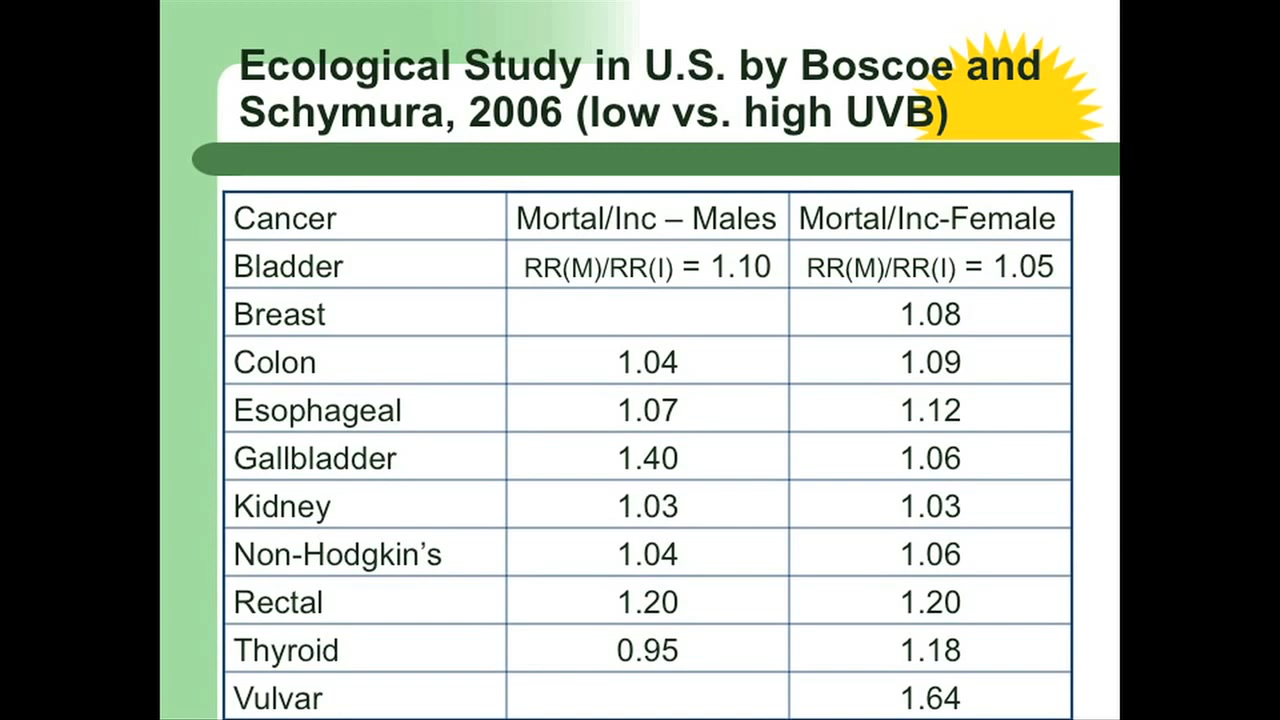 Ecological Study in U.S. by Boscoe and
Schymura, 2006 (low vs. high UVB)
Cancer Mortal/Inc – Males Mortal/Inc-Female
Bladder RR(M)/RR(I) = 1.10 RR(M)/RR(I) = 1.05
Breast 1.08
Colon 1.04 1.09
Esophageal 1.07 1.12
Gallbladder 1.40 1.06
Kidney 1.03 1.03
Non-Hodgkin’s 1.04 1.06
Rectal 1.20 1.20
Thyroid 0.95 1.18
Vulvar 1.64